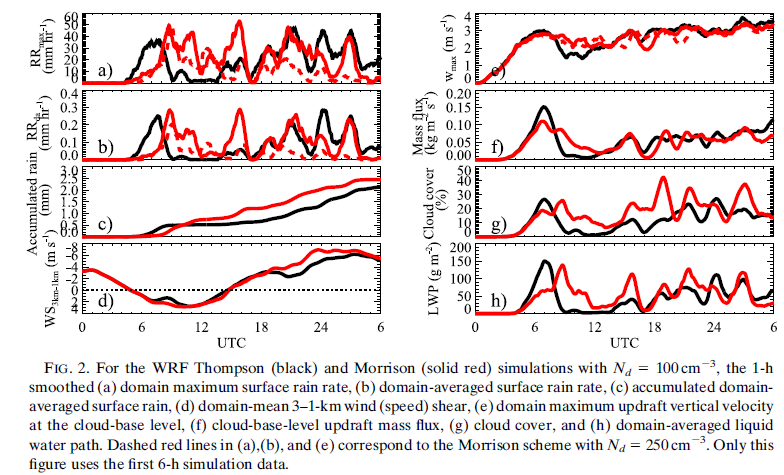 60
50
40
30
20
10
0
RRmax
(mm hr-1)
a)
0.4
0.3
0.2
0.1
0.0
RRda
(mm hr-1)
b)
3.0
2.5
2.0
1.5
1.0
0.5
0.0
Accumulated rain
(mm)
c)
-8
-6
-4
-2
0
2
4
WS3km-1km (m s-1)
d)
0 6 12 18 24 6
UTC
4
3
2
1
0
wmax (m s-1)
e)
0.20
0.15
0.10
0.05
0.00
Mass flux
(kg m-2 s-1)
f)
50
40
30
20
10
0
Cloud cover
(%)
g)
200
150
100
50
0
LWP (g m-2)
h)
0 6 12 18 24 6
UTC
FIG. 2. For the WRF Thompson (black) and Morrison (solid red) simulations with Nd = 100 cm−3, the 1-h
smoothed (a) domain maximum surface rain rate, (b) domain-averaged surface rain rate, (c) accumulated domain-
averaged surface rain, (d) domain-mean 3–1-km wind (speed) shear, (e) domain maximum updraft vertical velocity
at the cloud-base level, (f) cloud-base-level updraft mass flux, (g) cloud cover, and (h) domain-averaged liquid
water path. Dashed red lines in (a),(b), and (e) correspond to the Morrison scheme with Nd = 250 cm−3. Only this
figure uses the first 6-h simulation data.